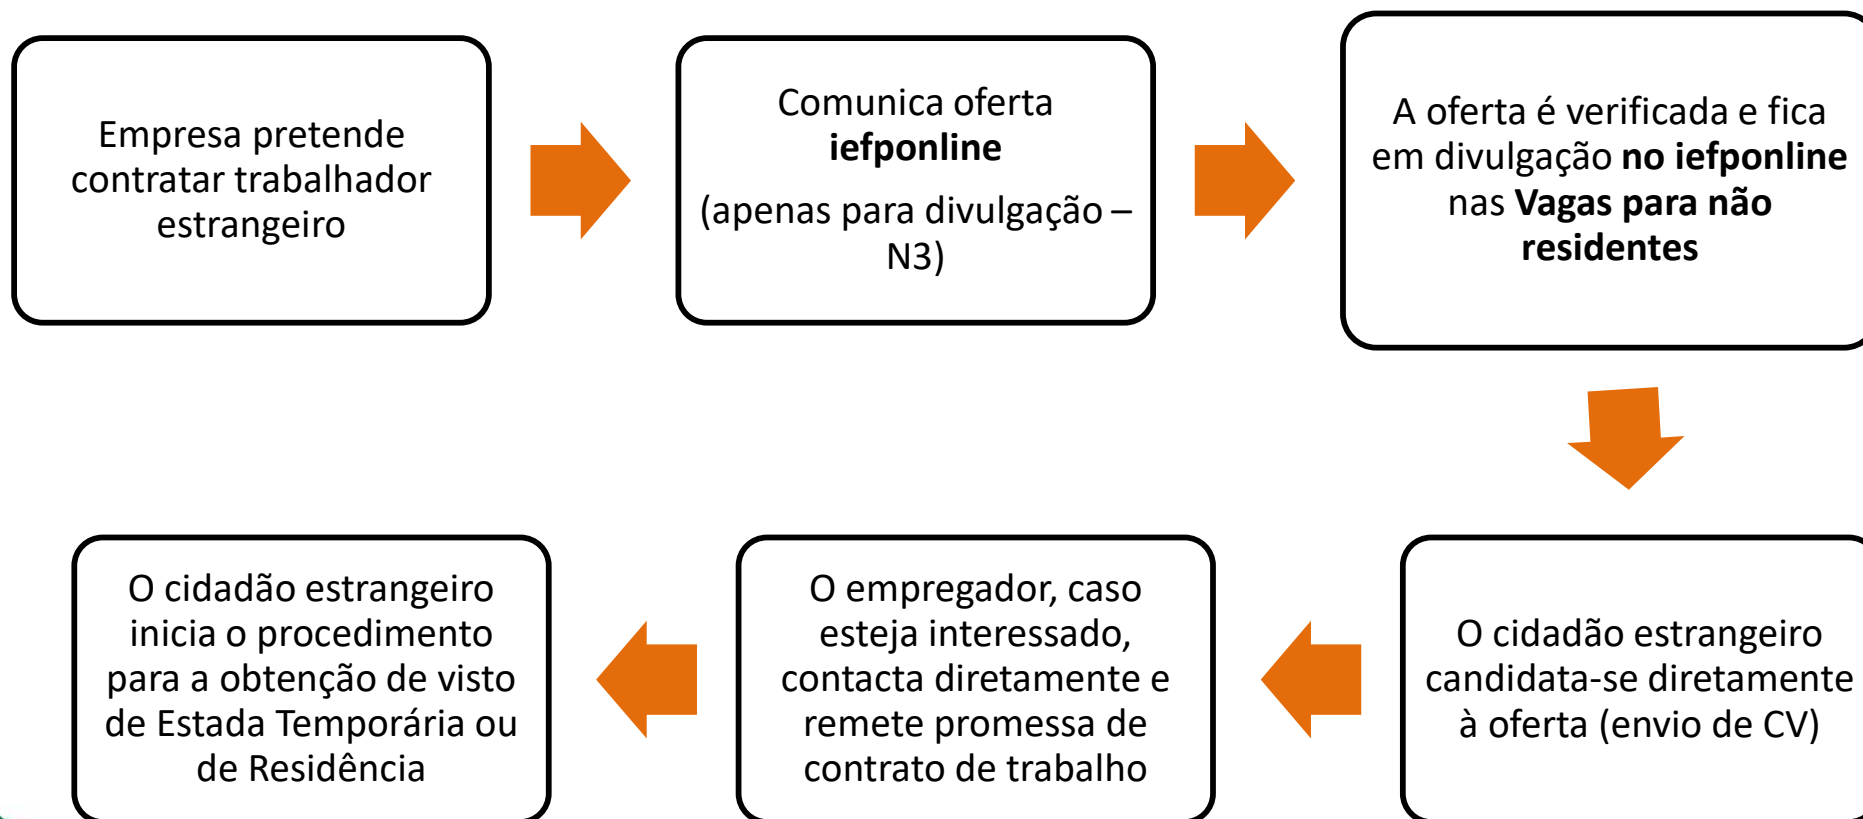 Empresa pretende
contratar trabalhador
estrangeiro
Comunica oferta
iefponline
(apenas para divulgação –
N3)
A oferta é verificada e fica
em divulgação no iefponline
nas Vagas para não
residentes
O cidadão estrangeiro
candidata-se diretamente
à oferta (envio de CV)
O empregador, caso
esteja interessado,
contacta diretamente e
remete promessa de
contrato de trabalho
O cidadão estrangeiro
inicia o procedimento
para a obtenção de visto
de Estada Temporária ou
de Residência